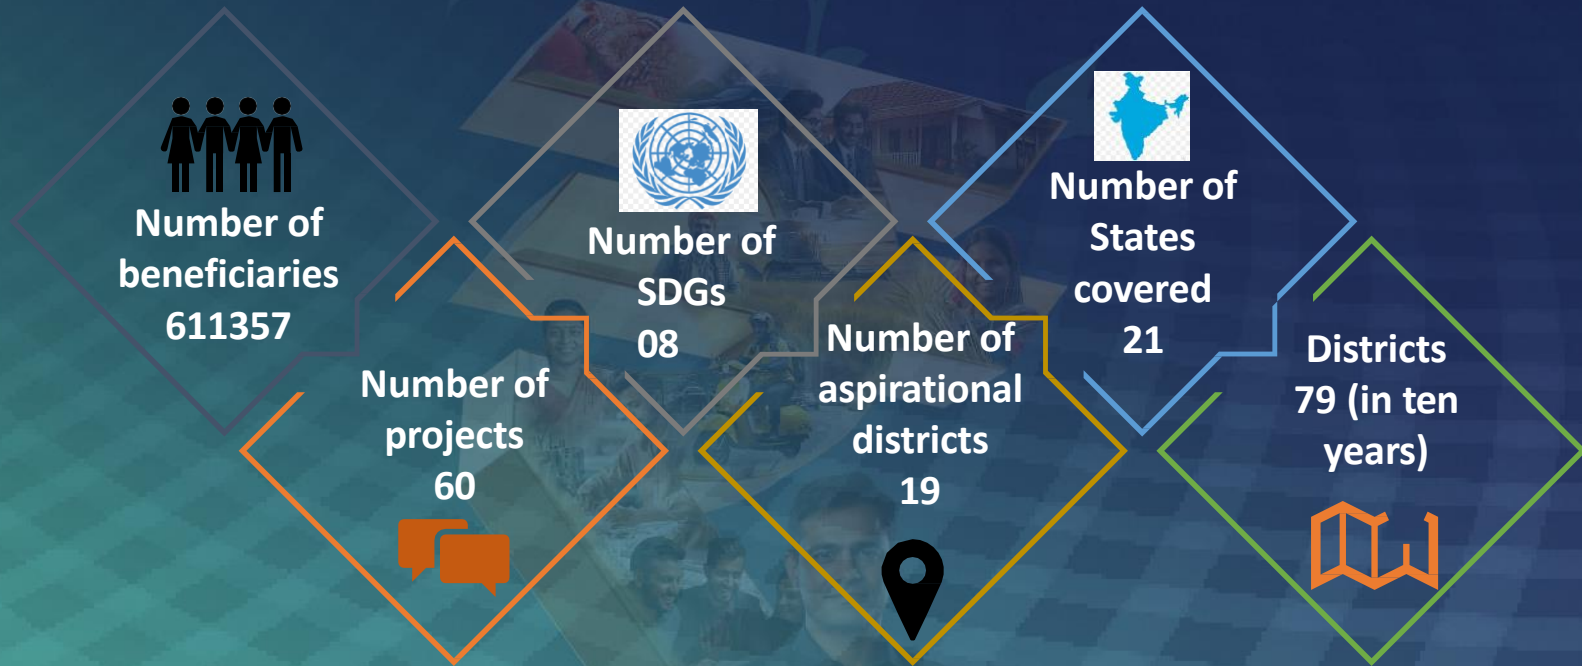 Number of
beneficiaries
611357
Number of
projects
60
Number of
SDGs
08
Number of
aspirational
districts
19
Number of
States
covered
21
Districts
79 (in ten
years)